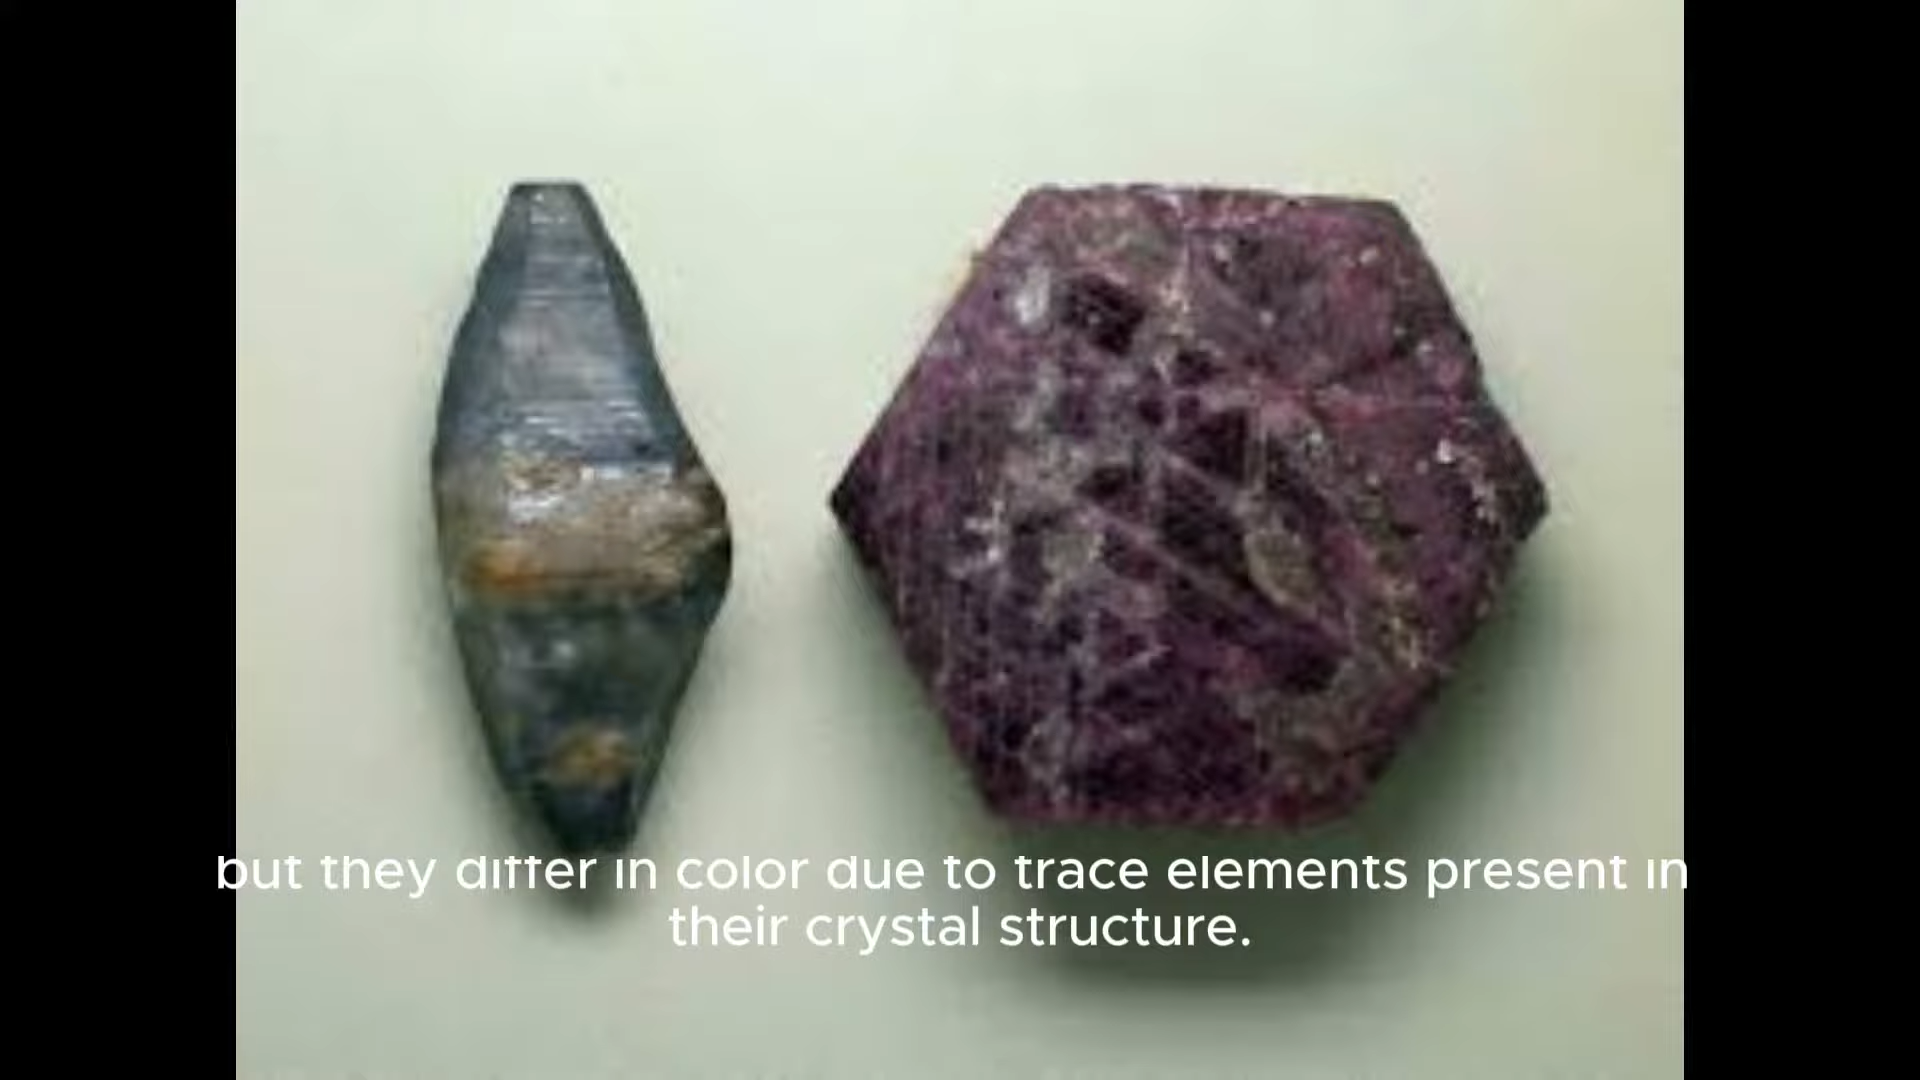 but they differ in color due to trace elements present in
their crystal structure.